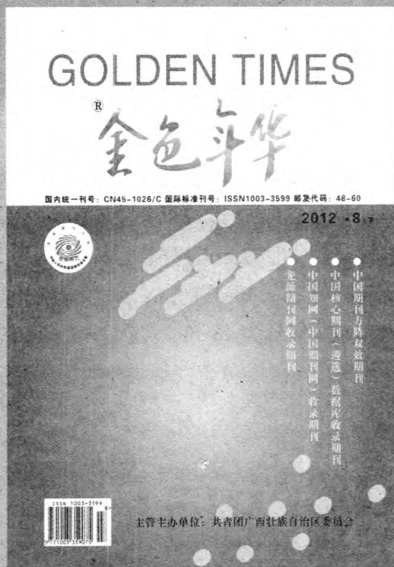 GOLDEN TIMES
®
金色年华
国内统一刊号：CN45-1026/C 国际标准刊号：ISSN1003-3599 邮发代码：48-60
2012·8下
●中国期刊方阵双效期刊
●中国核心期刊（遴选）数据库收录期刊
●中国知网（中国期刊网）收录期刊
●龙源期刊网收录期刊
ISSN 1003-3599
主管主办单位：共青团广西壮族自治区委员会
9 771003 359075